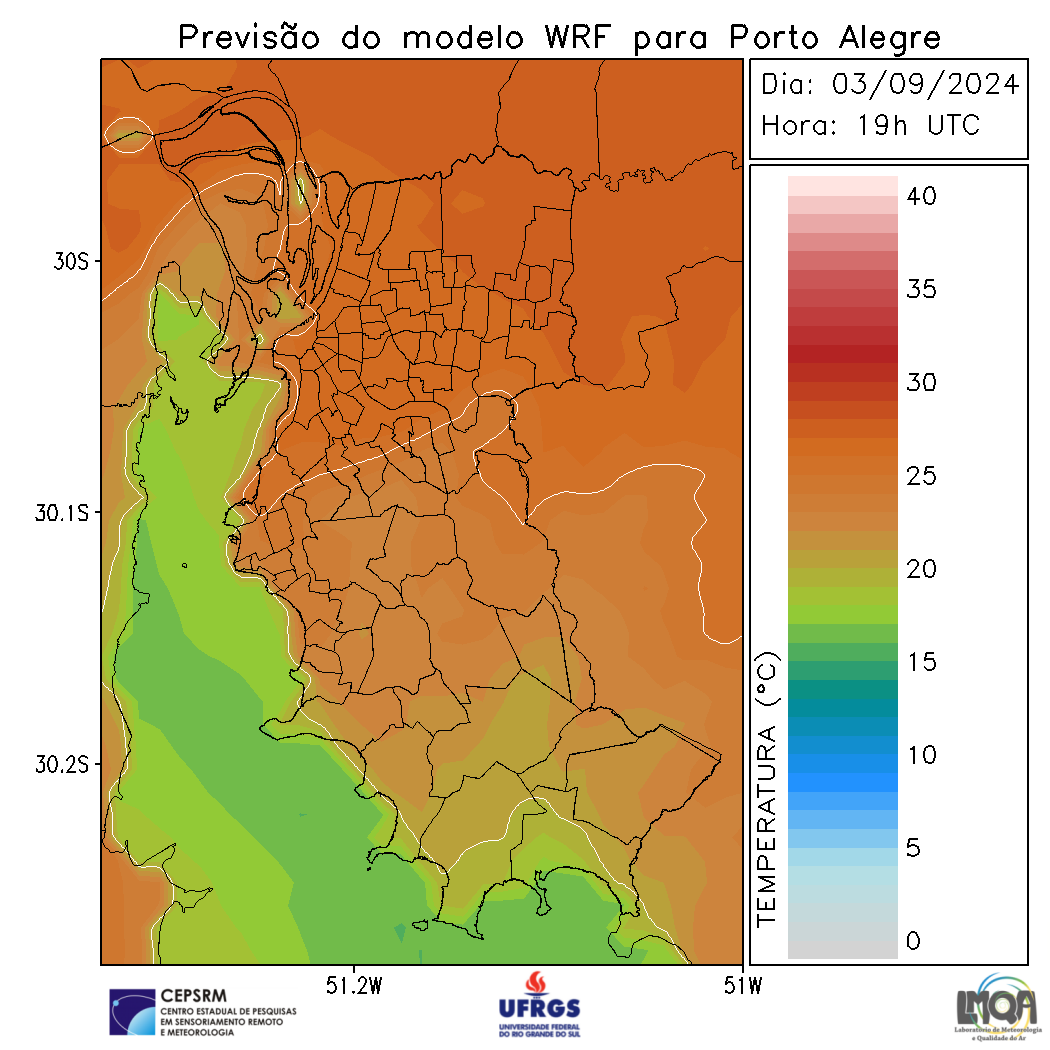 Previsão do modelo WRF para Porto Alegre
Dia: 03/09/2024
Hora: 19h UTC
40
35
30
25
20
15
10
5
0
TEMPERATURA (°C)
30S
30.1S
30.2S
51.2W
51W
CEPSRM
CENTRO ESTADUAL DE PESQUISAS
EM SENSORIAMENTO REMOTO
E METEOROLOGIA
UFRGS
UNIVERSIDADE FEDERAL
DO RIO GRANDE DO SUL
LMQA
Laboratório de Meteorologia
e Qualidade do Ar